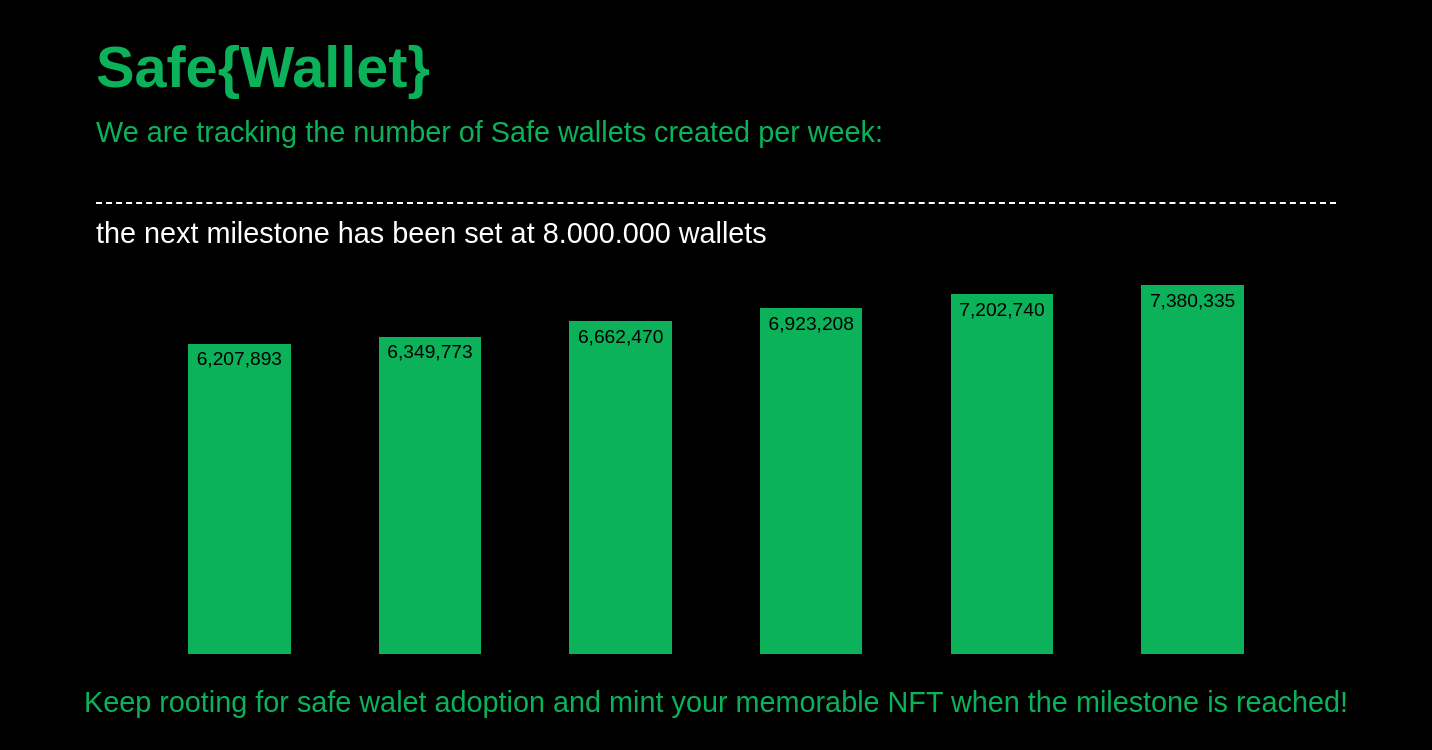 Safe{Wallet}
We are tracking the number of Safe wallets created per week:
the next milestone has been set at 8.000.000 wallets
6,207,893
6,349,773
6,662,470
6,923,208
7,202,740
7,380,335
Keep rooting for safe walet adoption and mint your memorable NFT when the milestone is reached!